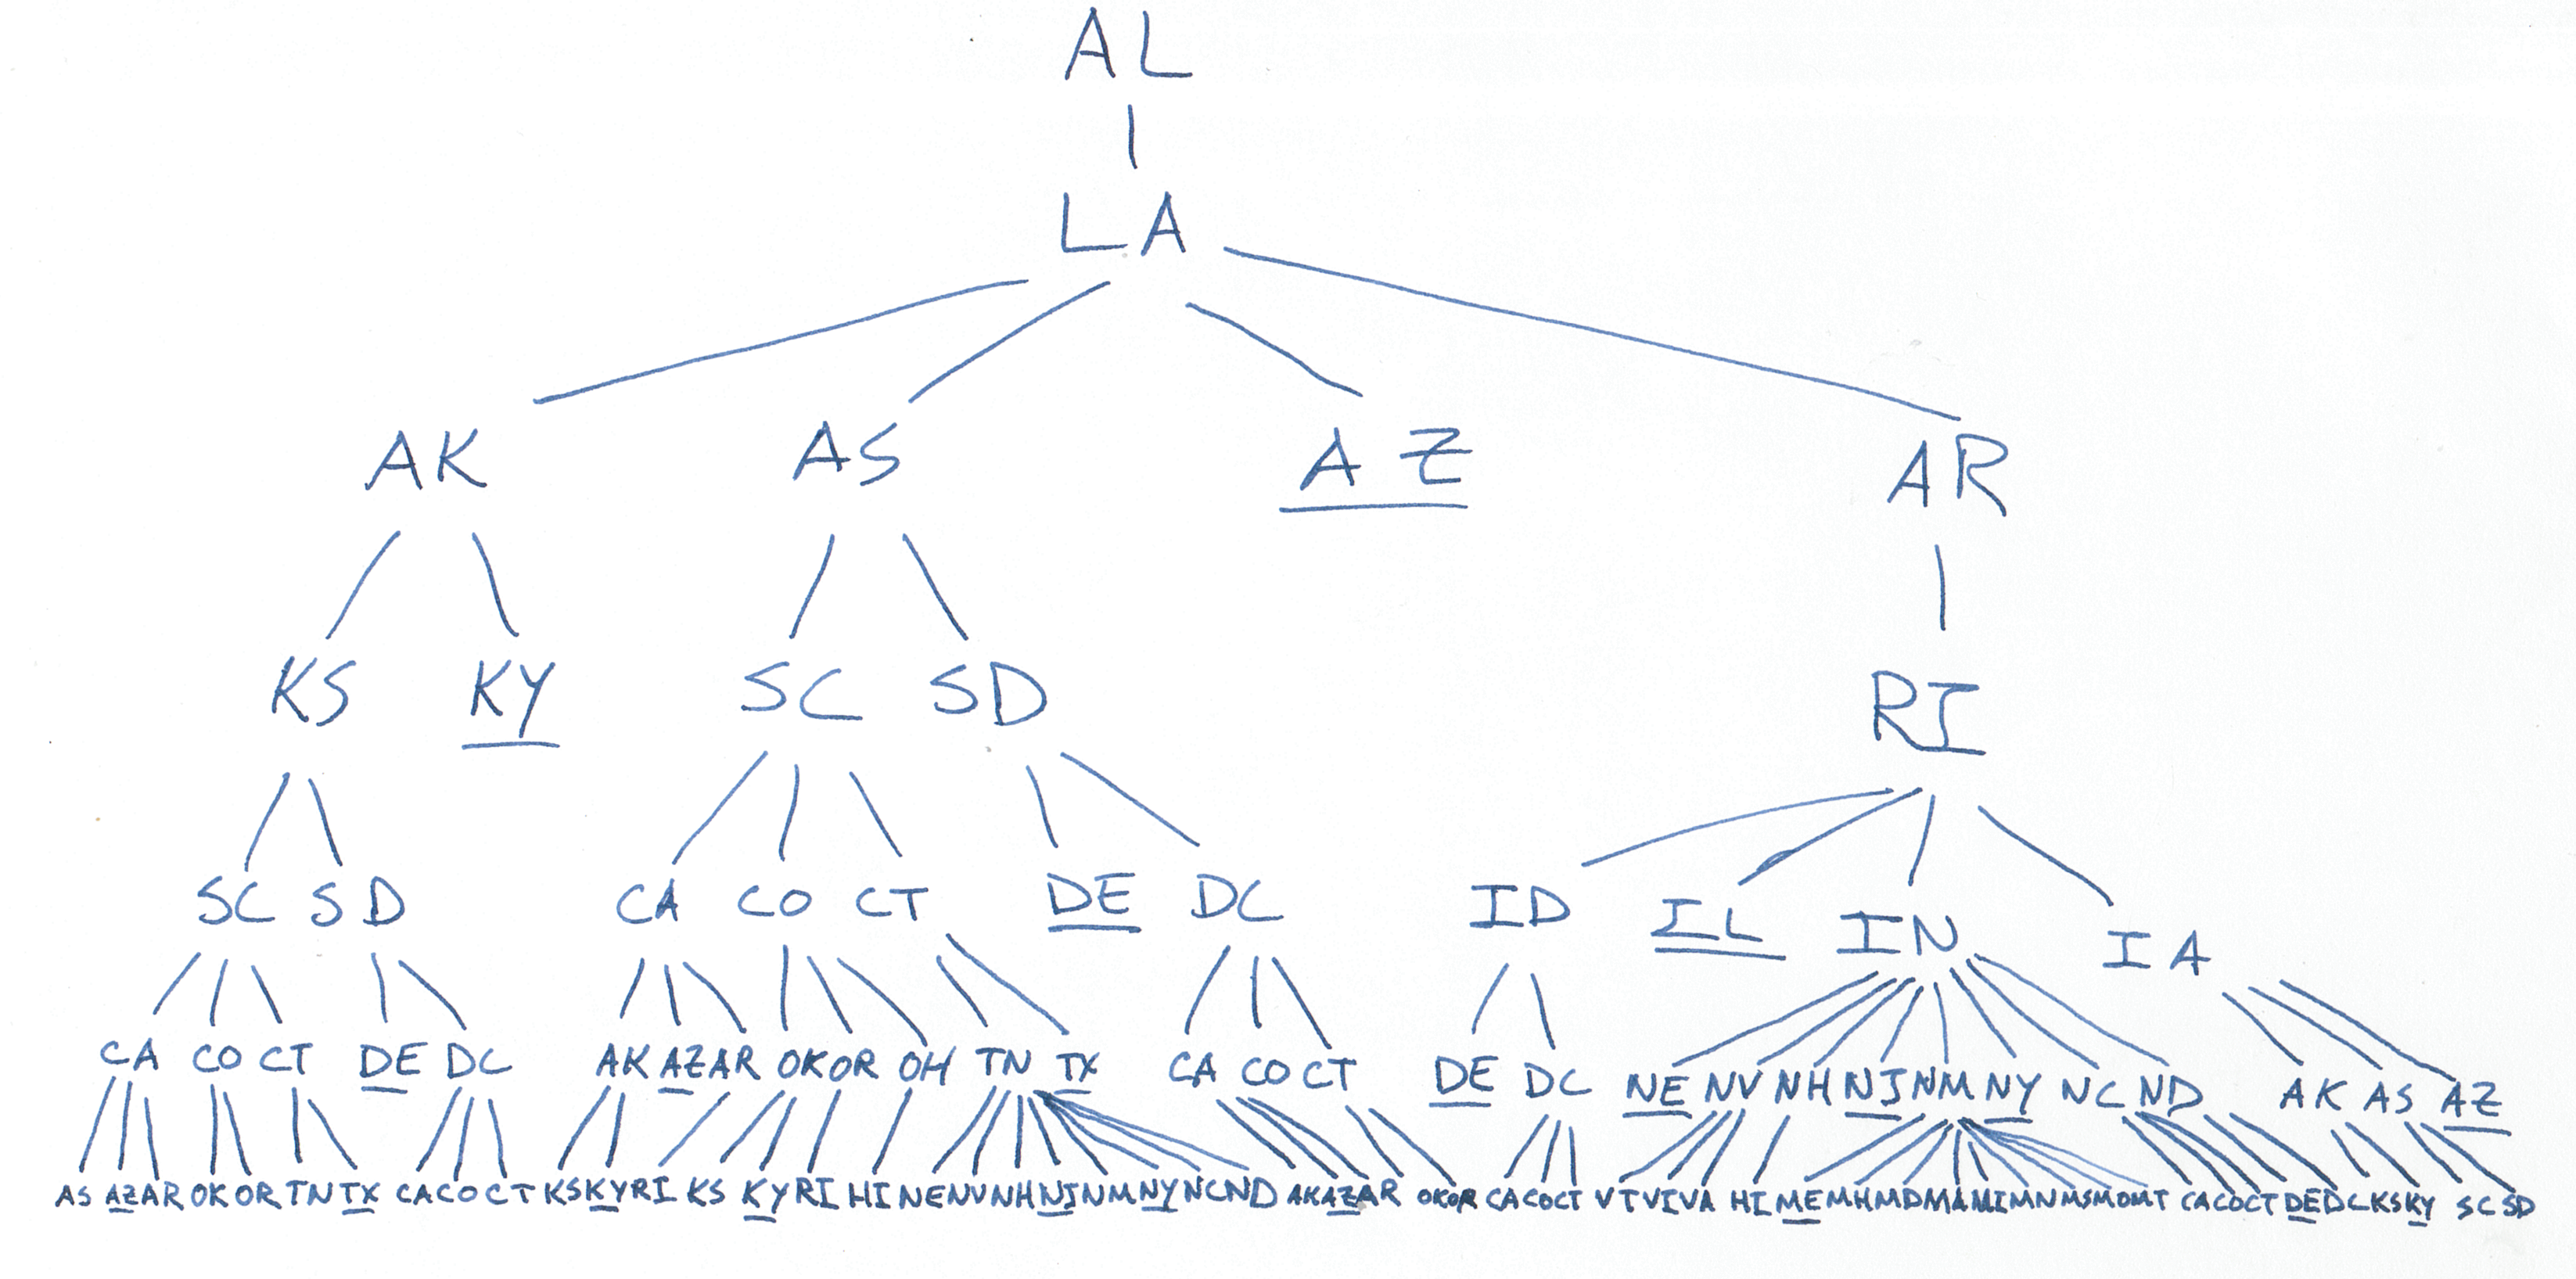 AL
LA
AK AS AZ AR
KS KY SC SD RI
SC SD CA CO CT DE DC ID IL IN IA
CA CO CT DE DC AK AZ AR OK OR OH TN TX CA CO CT DE DC NE NV NH NJ NM NY NC ND AK AS AZ
AS AZ AR OK OR TN TX CA CO CT KS KY RI KS KY RI HI NE NV NH NJ NM NY NC ND AK AZ AR OK OR CA CO CT VT VI VA HI ME MH MD MA MI MN MS MO MT CA CO CT DE DC KS KY SC SD